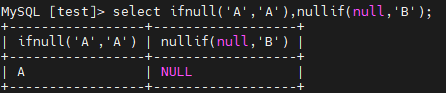 MySQL [test]> select ifnull('A','A'),nullif(null,'B');
+-----------------+------------------+
| ifnull('A','A') | nullif(null,'B') |
+-----------------+------------------+
| A               | NULL             |
+-----------------+------------------+